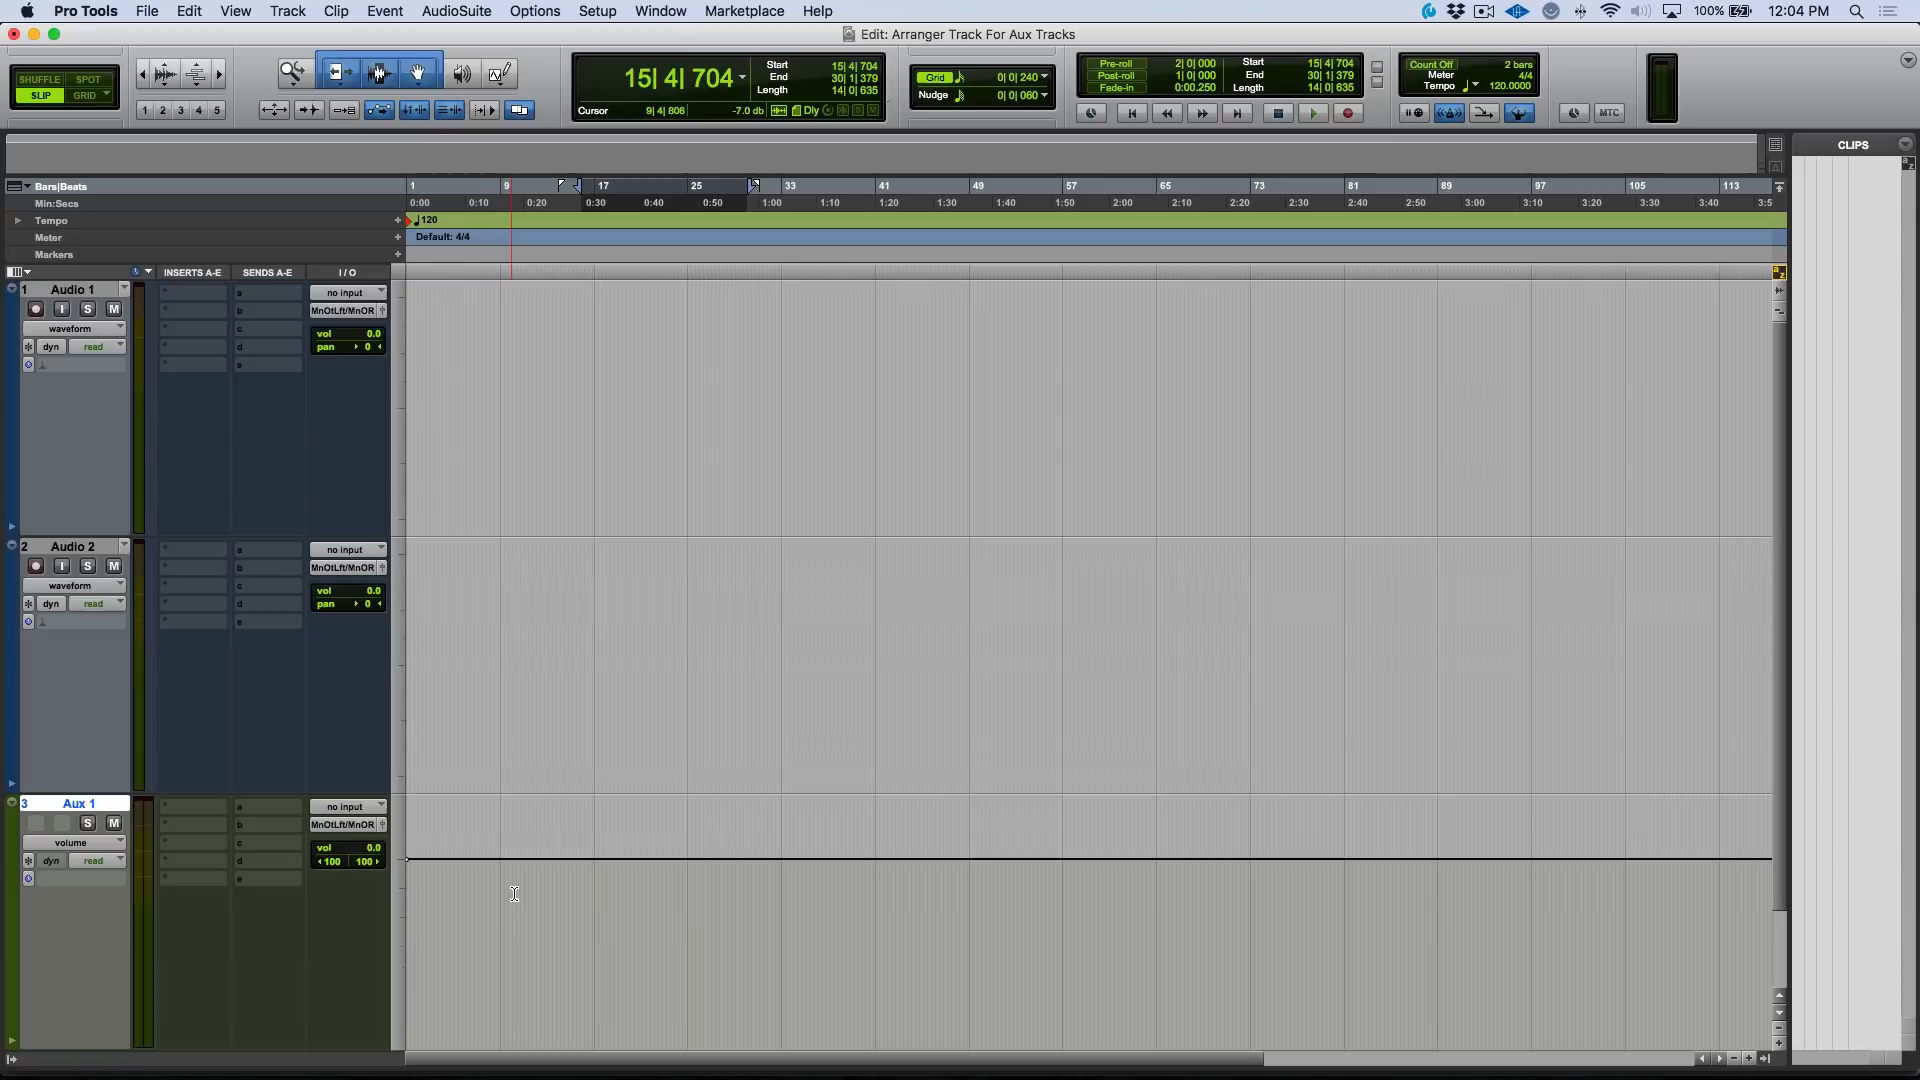 Pro Tools File Edit View Track Clip Event AudioSuite Options Setup Window Marketplace Help 100% 12:04 PM
Edit: Arranger Track For Aux Tracks
SHUFFLE SPOT
SLIP GRID
1 2 3 4 5
15| 4| 704
Start 15| 4| 704
End 30| 1| 379
Length 14| 0| 635
Cursor 9| 4| 806 -7.0 db Dly S M
Grid 0| 0| 240
Nudge 0| 0| 060
Pre-roll 2| 0| 000 Start 15| 4| 704
Post-roll 1| 0| 000 End 30| 1| 379
Fade-in 0:00.250 Length 14| 0| 635
Count Off 2 bars
Meter 4/4
Tempo 120.0000
MTC
CLIPS
Bars|Beats 1 9 17 25 33 41 49 57 65 73 81 89 97 105 113
Min:Secs 0:00 0:10 0:20 0:30 0:40 0:50 1:00 1:10 1:20 1:30 1:40 1:50 2:00 2:10 2:20 2:30 2:40 2:50 3:00 3:10 3:20 3:30 3:40 3:5
Tempo + 120
Meter + Default: 4/4
Markers +
INSERTS A-E SENDS A-E I / O
1 Audio 1 a no input
I S M b MnOtLft/MnOR
waveform c vol 0.0
dyn read d pan 0
e
2 Audio 2 a no input
I S M b MnOtLft/MnOR
waveform c vol 0.0
dyn read d pan 0
e
3 Aux 1 a no input
S M b MnOtLft/MnOR
volume c vol 0.0
dyn read d 100 100
e